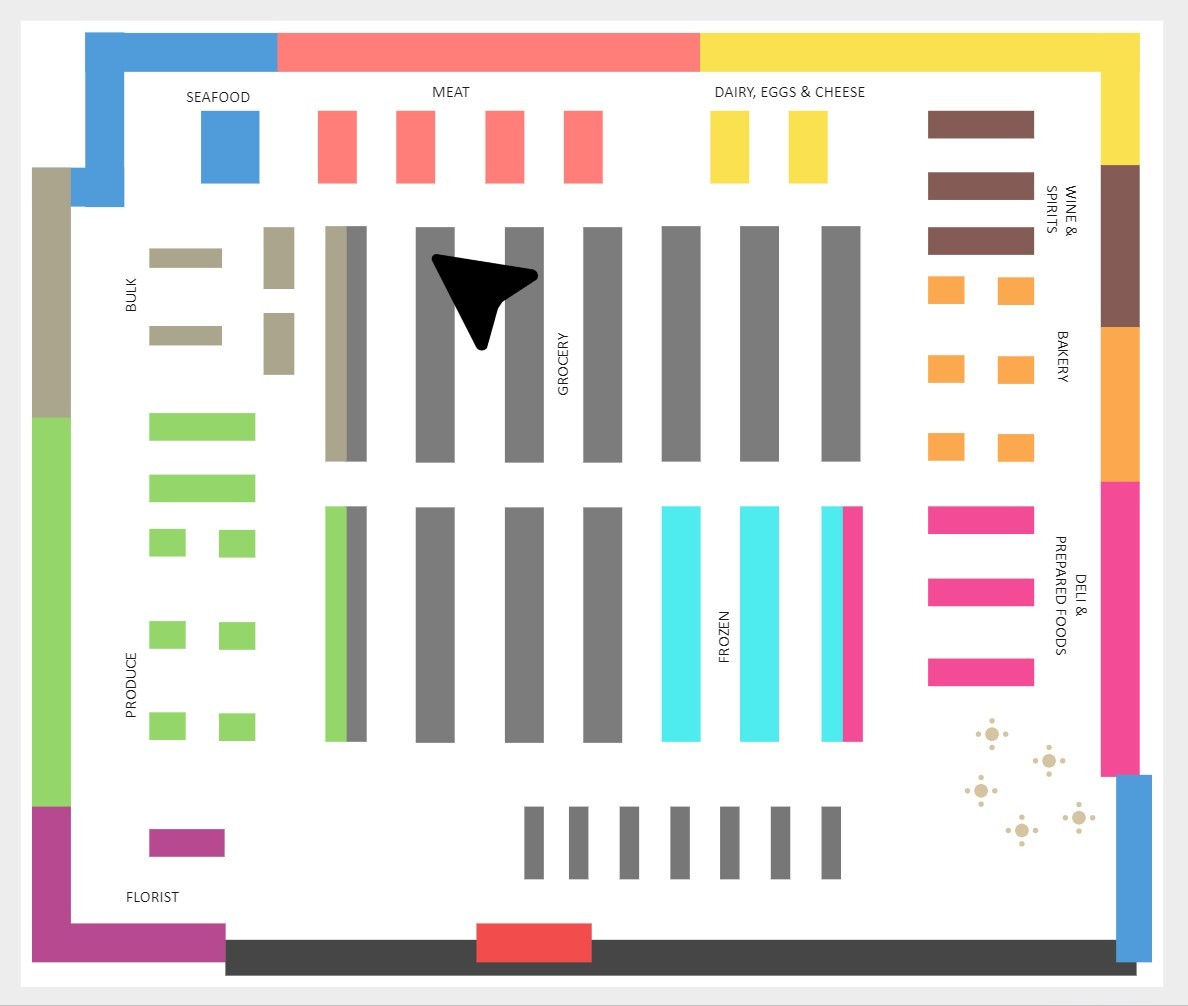 SEAFOOD
MEAT
DAIRY, EGGS & CHEESE
WINE &
SPIRITS
BULK
GROCERY
BAKERY
DELI &
PREPARED FOODS
FROZEN
PRODUCE
FLORIST